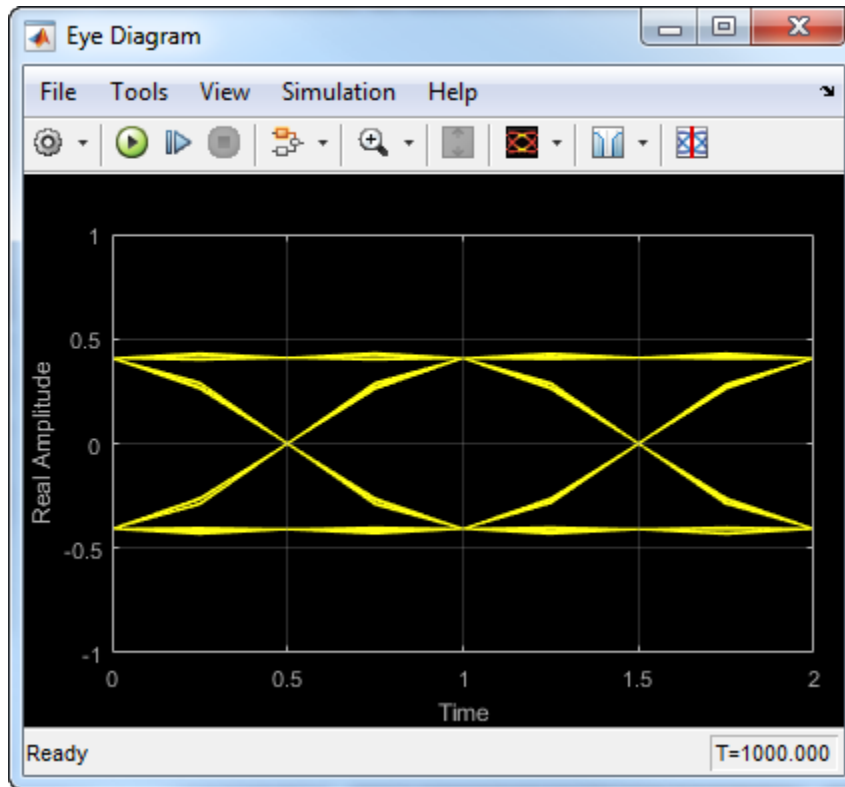 Eye Diagram
File Tools View Simulation Help
1
0.5
0
-0.5
-1
Real Amplitude
0 0.5 1 1.5 2
Time
Ready T=1000.000